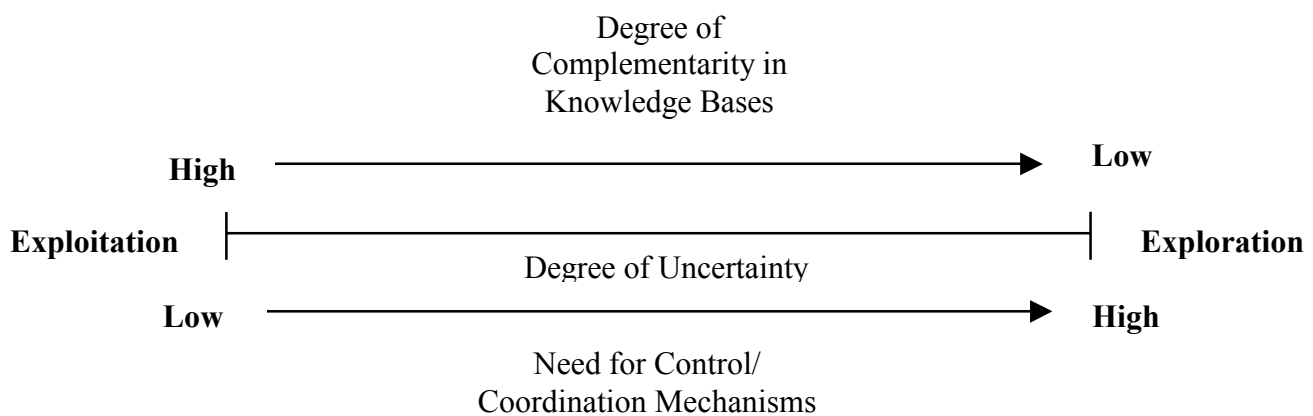 Degree of
Complementarity in
Knowledge Bases
High
Low
Exploitation
Exploration
Degree of Uncertainty
Low
High
Need for Control/
Coordination Mechanisms